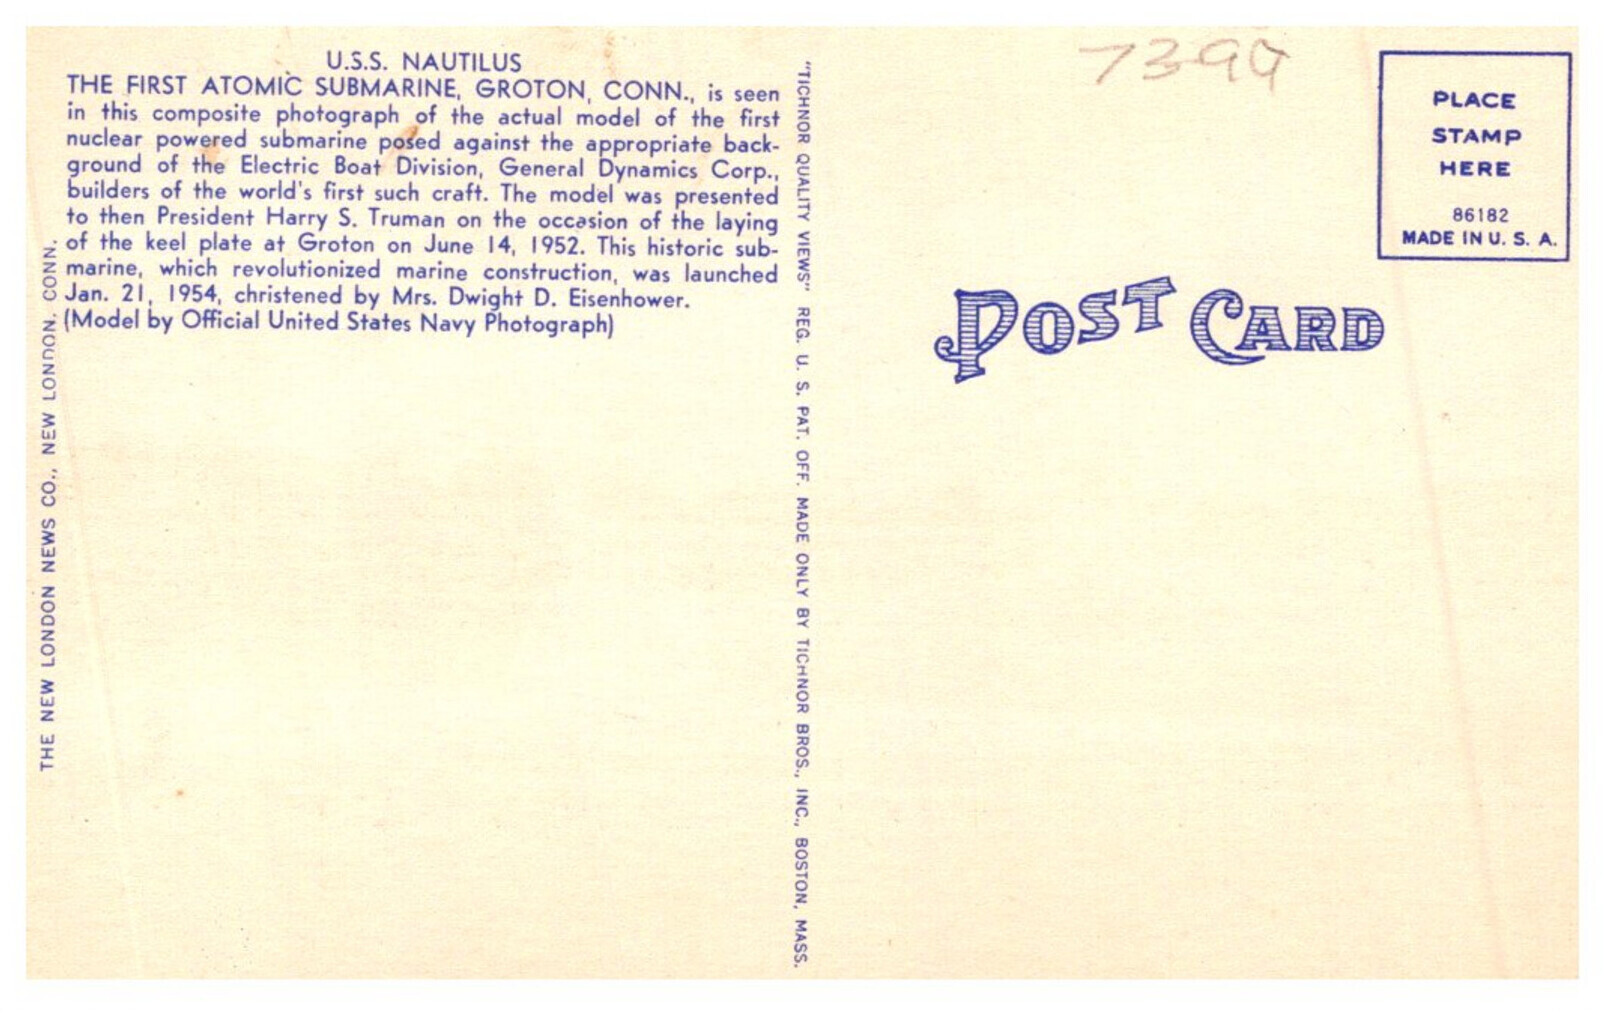 U.S.S. NAUTILUS
THE FIRST ATOMIC SUBMARINE, GROTON, CONN., is seen
in this composite photograph of the actual model of the first
nuclear powered submarine posed against the appropriate back-
ground of the Electric Boat Division, General Dynamics Corp.,
builders of the world's first such craft. The model was presented
to then President Harry S. Truman on the occasion of the laying
of the keel plate at Groton on June 14, 1952. This historic sub-
marine, which revolutionized marine construction, was launched
Jan. 21, 1954, christened by Mrs. Dwight D. Eisenhower.
(Model by Official United States Navy Photograph)
THE NEW LONDON NEWS CO., NEW LONDON, CONN.
"TICHNOR QUALITY VIEWS" REG. U. S. PAT. OFF. MADE ONLY BY TICHNOR BROS., INC., BOSTON, MASS.
7399
POST CARD
PLACE
STAMP
HERE
86182
MADE IN U. S. A.